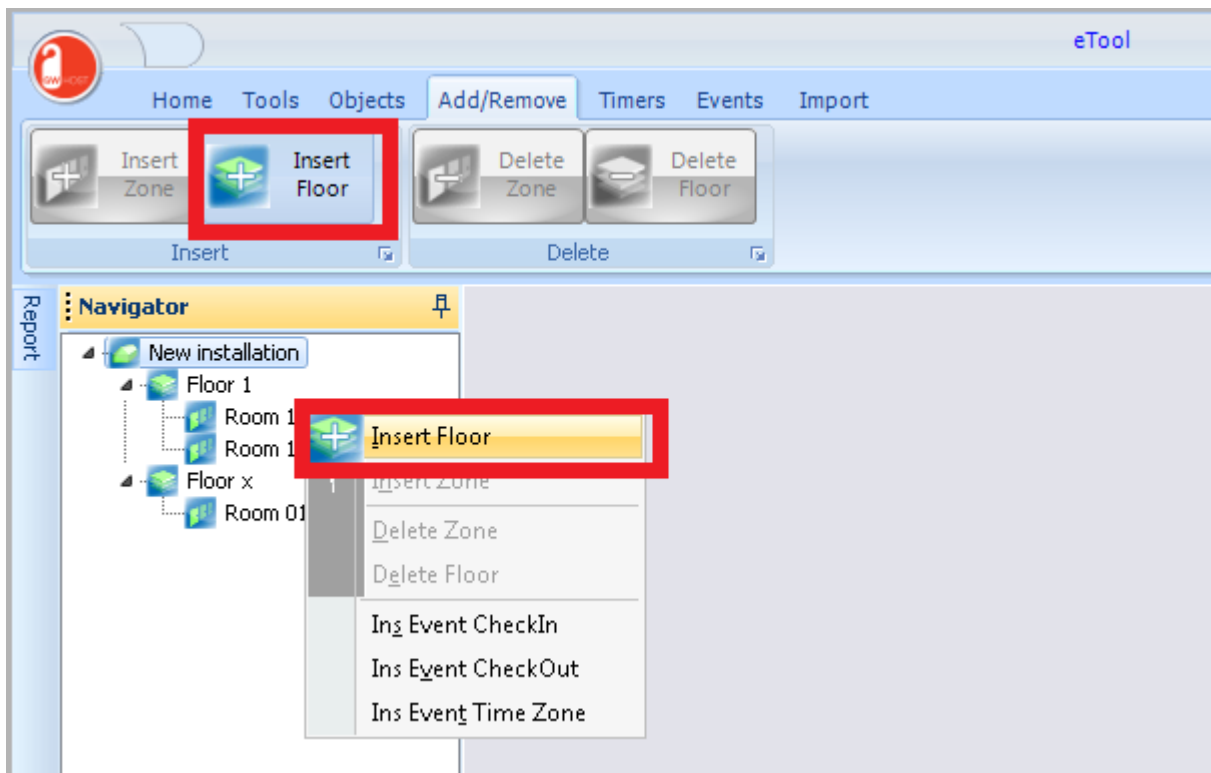 eTool
GW HOST
Home Tools Objects Add/Remove Timers Events Import
Insert Zone
Insert Floor
Delete Zone
Delete Floor
Insert
Delete
Report
Navigator
New installation
Floor 1
Room 1
Room 1
Floor x
Room 01
Insert Floor
Insert Zone
Delete Zone
Delete Floor
Ins Event CheckIn
Ins Event CheckOut
Ins Event Time Zone